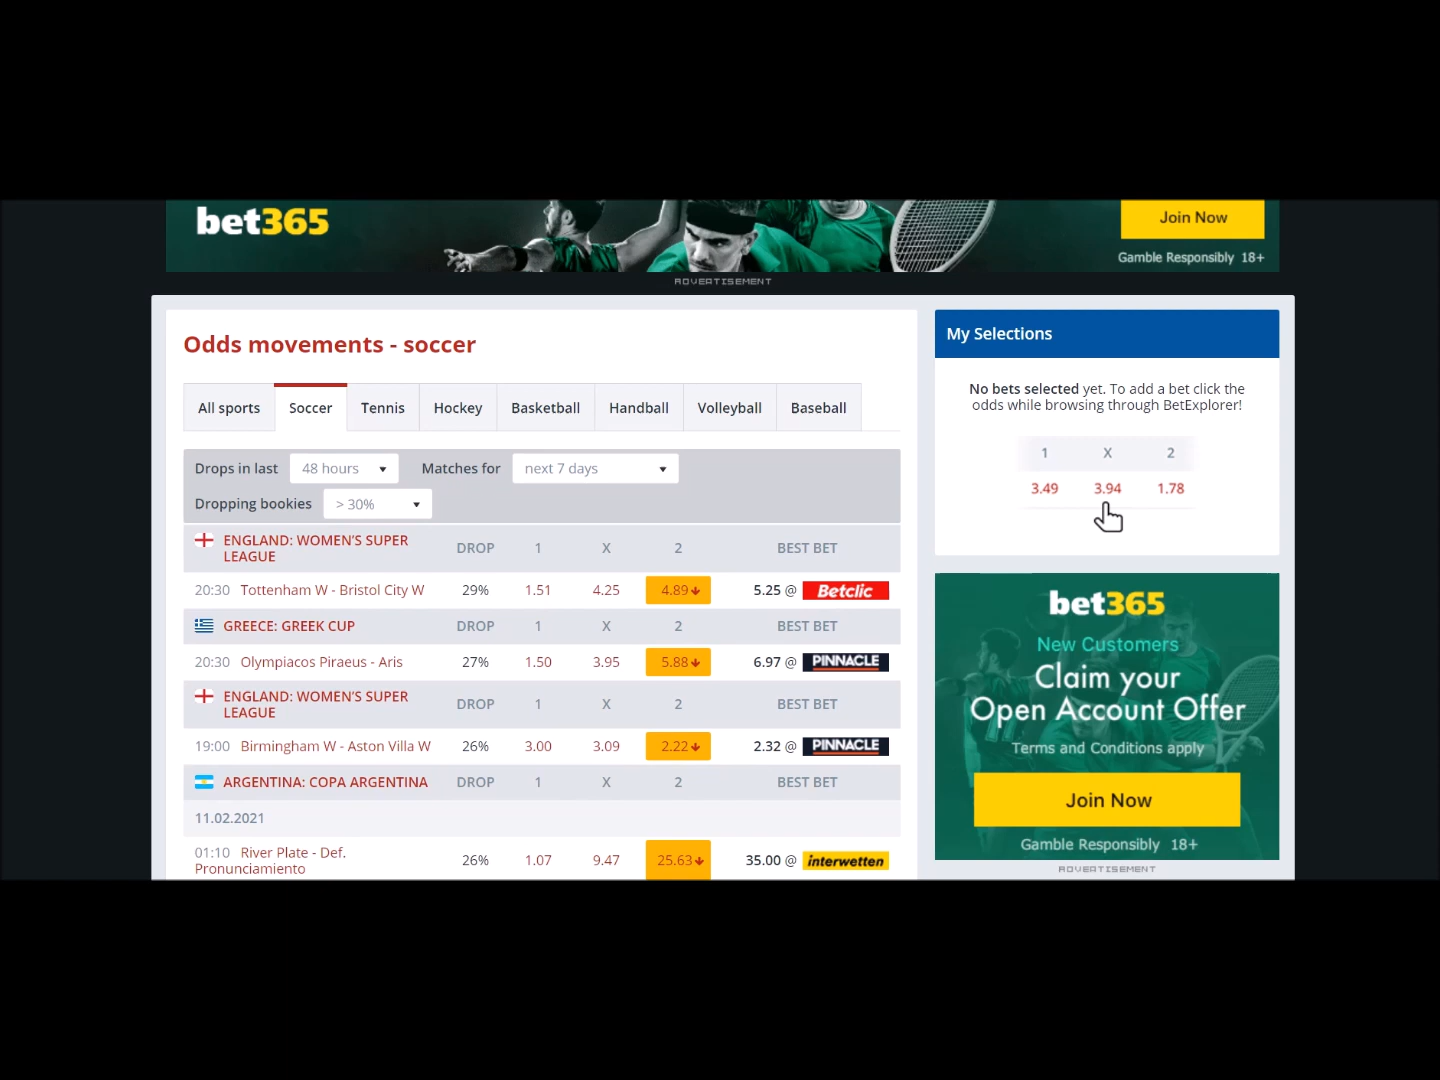 bet365
Join Now
Gamble Responsibly 18+
ADVERTISEMENT
Odds movements - soccer
All sports Soccer Tennis Hockey Basketball Handball Volleyball Baseball
Drops in last 48 hours Matches for next 7 days
Dropping bookies > 30%
ENGLAND: WOMEN'S SUPER LEAGUE DROP 1 X 2 BEST BET
20:30 Tottenham W - Bristol City W 29% 1.51 4.25 4.89 5.25 @ Betclic
GREECE: GREEK CUP DROP 1 X 2 BEST BET
20:30 Olympiacos Piraeus - Aris 27% 1.50 3.95 5.88 6.97 @ PINNACLE
ENGLAND: WOMEN'S SUPER LEAGUE DROP 1 X 2 BEST BET
19:00 Birmingham W - Aston Villa W 26% 3.00 3.09 2.22 2.32 @ PINNACLE
ARGENTINA: COPA ARGENTINA DROP 1 X 2 BEST BET
11.02.2021
01:10 River Plate - Def. Pronunciamiento 26% 1.07 9.47 25.63 35.00 @ interwetten
My Selections
No bets selected yet. To add a bet click the
odds while browsing through BetExplorer!
1 X 2
3.49 3.94 1.78
bet365
New Customers
Claim your
Open Account Offer
Terms and Conditions apply
Join Now
Gamble Responsibly 18+
ADVERTISEMENT